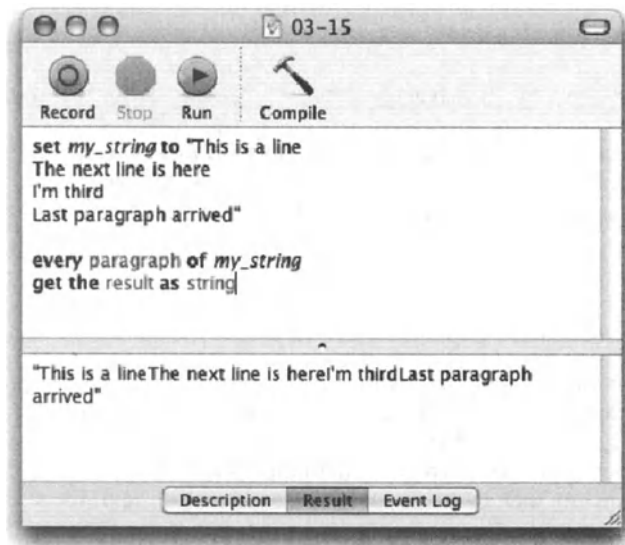 03-15
Record Stop Run Compile
set my_string to "This is a line
The next line is here
I'm third
Last paragraph arrived"
every paragraph of my_string
get the result as string
"This is a lineThe next line is hereI'm thirdLast paragraph
arrived"
Description Result Event Log